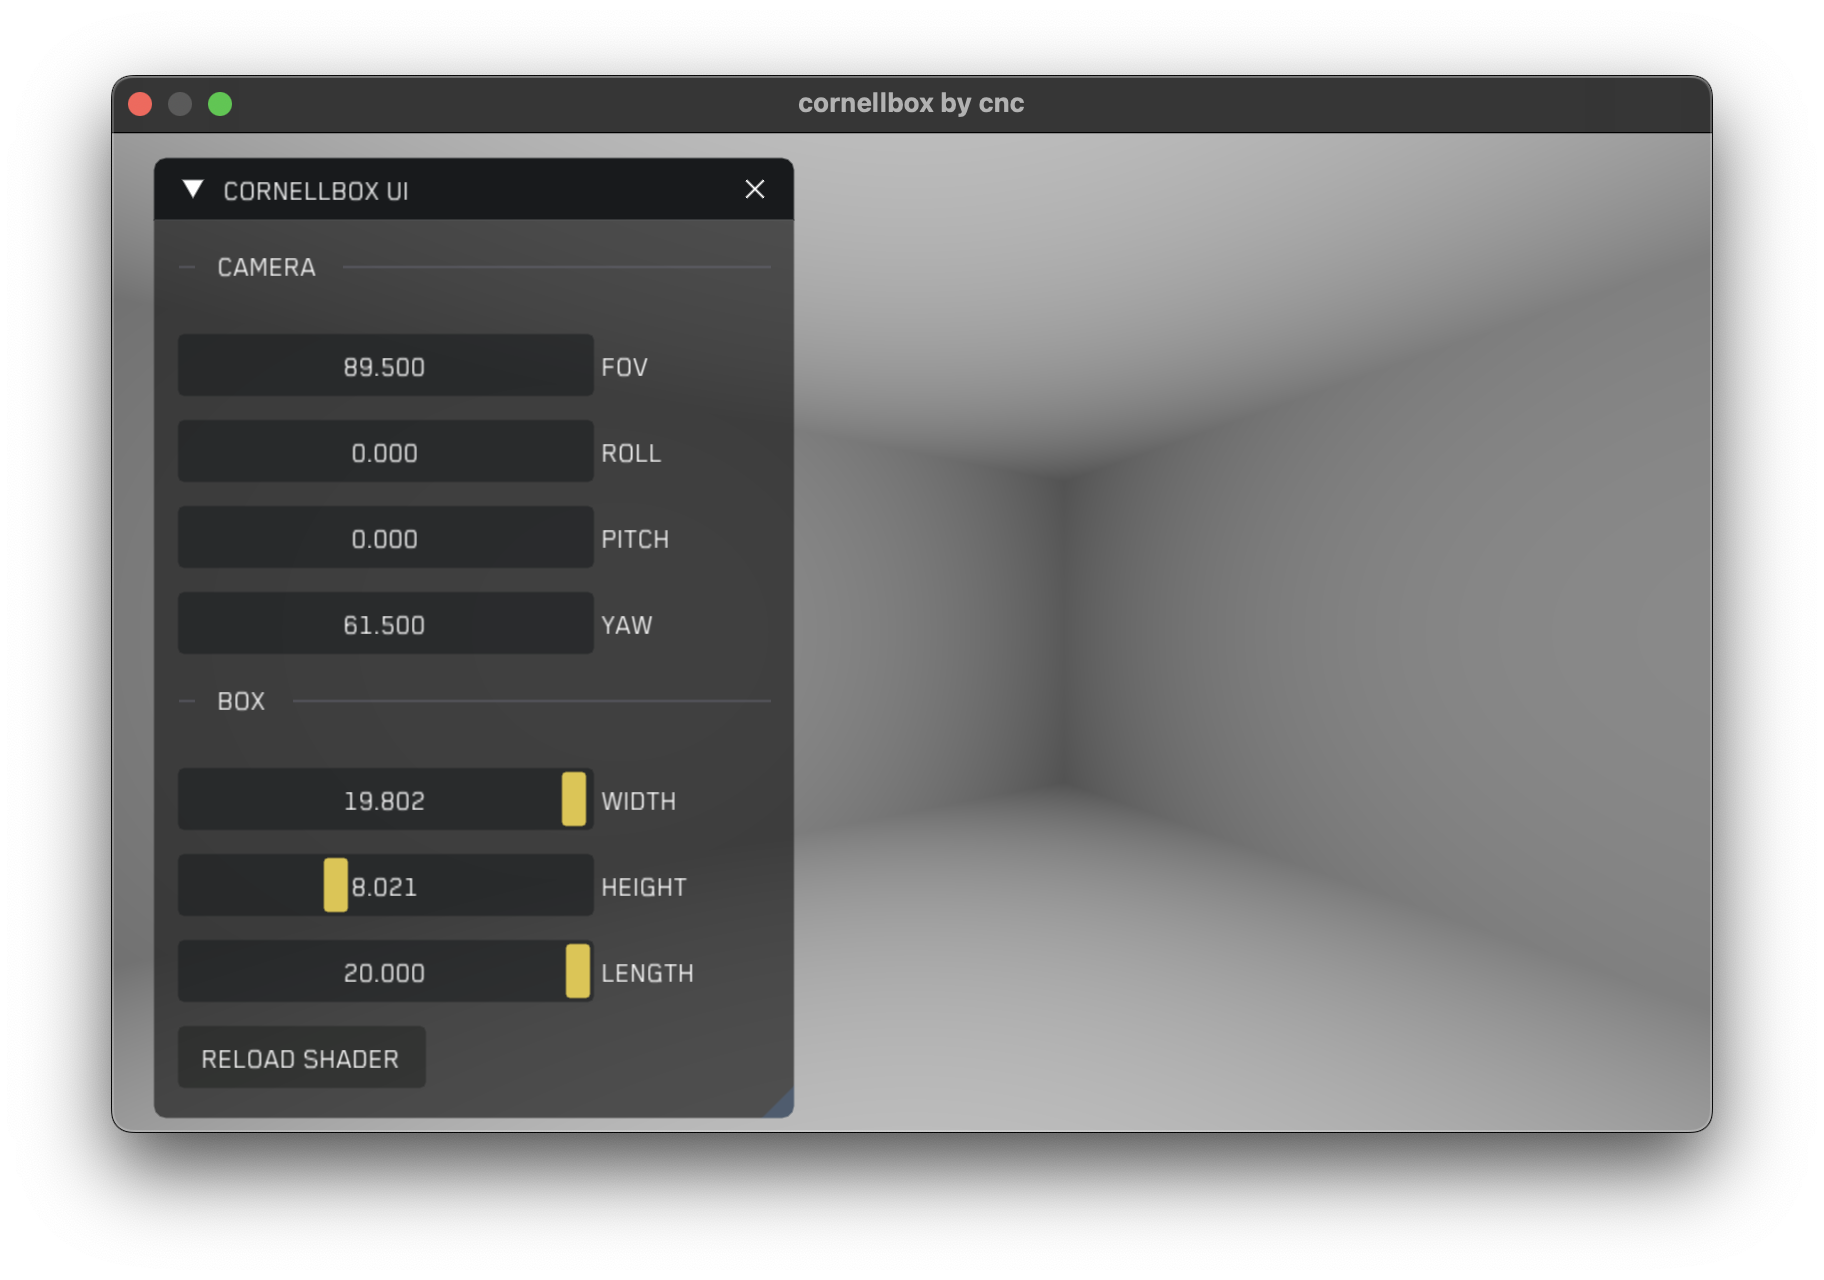 cornellbox by cnc
CORNELLBOX UI
CAMERA
89.500 FOV
0.000 ROLL
0.000 PITCH
61.500 YAW
BOX
19.802 WIDTH
8.021 HEIGHT
20.000 LENGTH
RELOAD SHADER